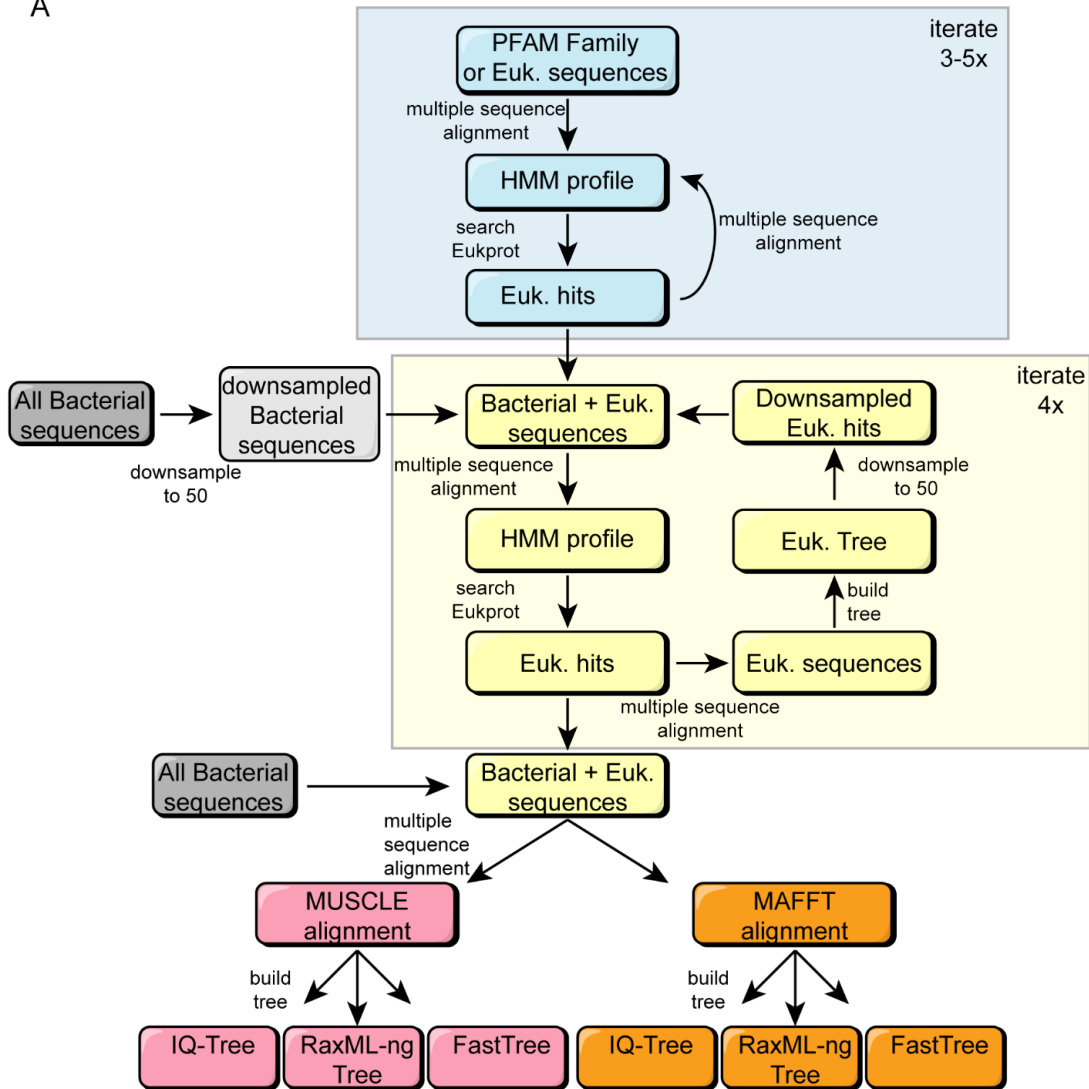 A
iterate
3-5x
PFAM Family
or Euk. sequences
multiple sequence
alignment
HMM profile
multiple sequence
alignment
search
Eukprot
Euk. hits
iterate
4x
All Bacterial
sequences
downsample
to 50
downsampled
Bacterial
sequences
Bacterial + Euk.
sequences
Downsampled
Euk. hits
multiple sequence
alignment
downsample
to 50
HMM profile
Euk. Tree
search
Eukprot
build
tree
Euk. hits
Euk. sequences
multiple sequence
alignment
All Bacterial
sequences
Bacterial + Euk.
sequences
multiple
sequence
alignment
MUSCLE
alignment
MAFFT
alignment
build
tree
build
tree
IQ-Tree
RaxML-ng
Tree
FastTree
IQ-Tree
RaxML-ng
Tree
FastTree